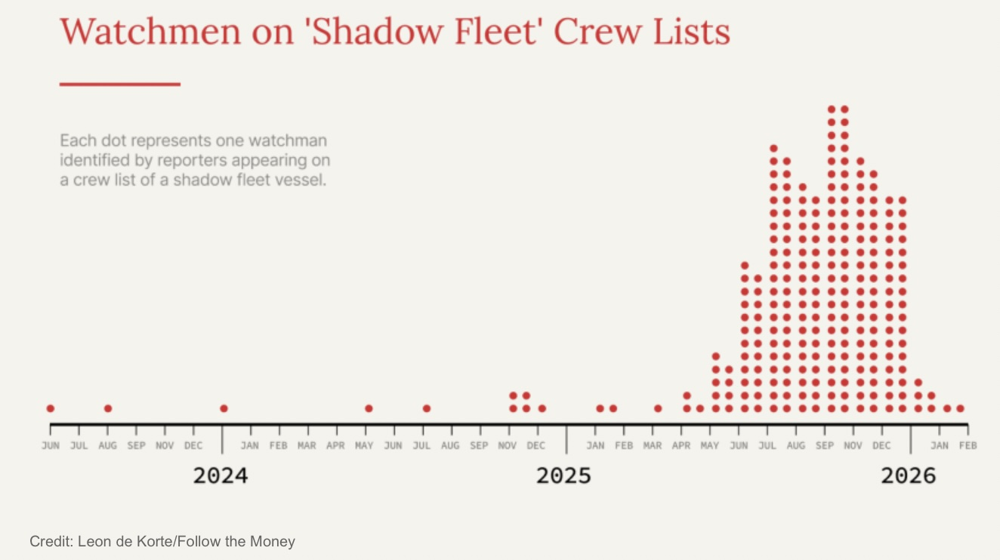 Watchmen on 'Shadow Fleet' Crew Lists
Each dot represents one watchman
identified by reporters appearing on
a crew list of a shadow fleet vessel.
JUN JUL AUG SEP NOV DEC JAN FEB MAR APR MAY JUN JUL AUG SEP NOV DEC JAN FEB MAR APR MAY JUN JUL AUG SEP NOV DEC JAN FEB
2024 2025 2026
Credit: Leon de Korte/Follow the Money